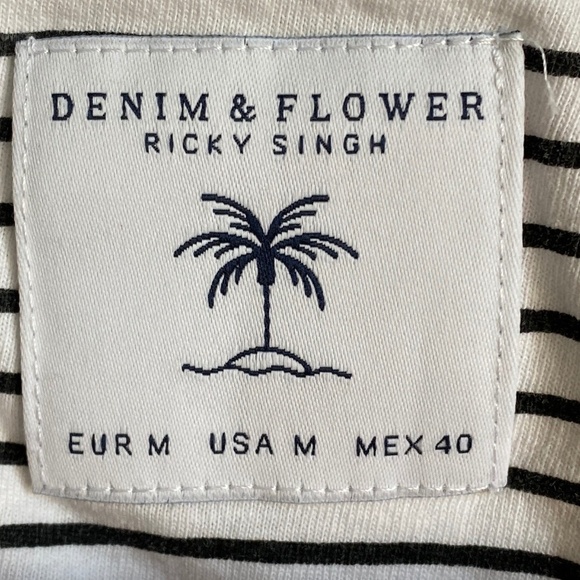 DENIM & FLOWER
RICKY SINGH
EUR M USA M MEX 40